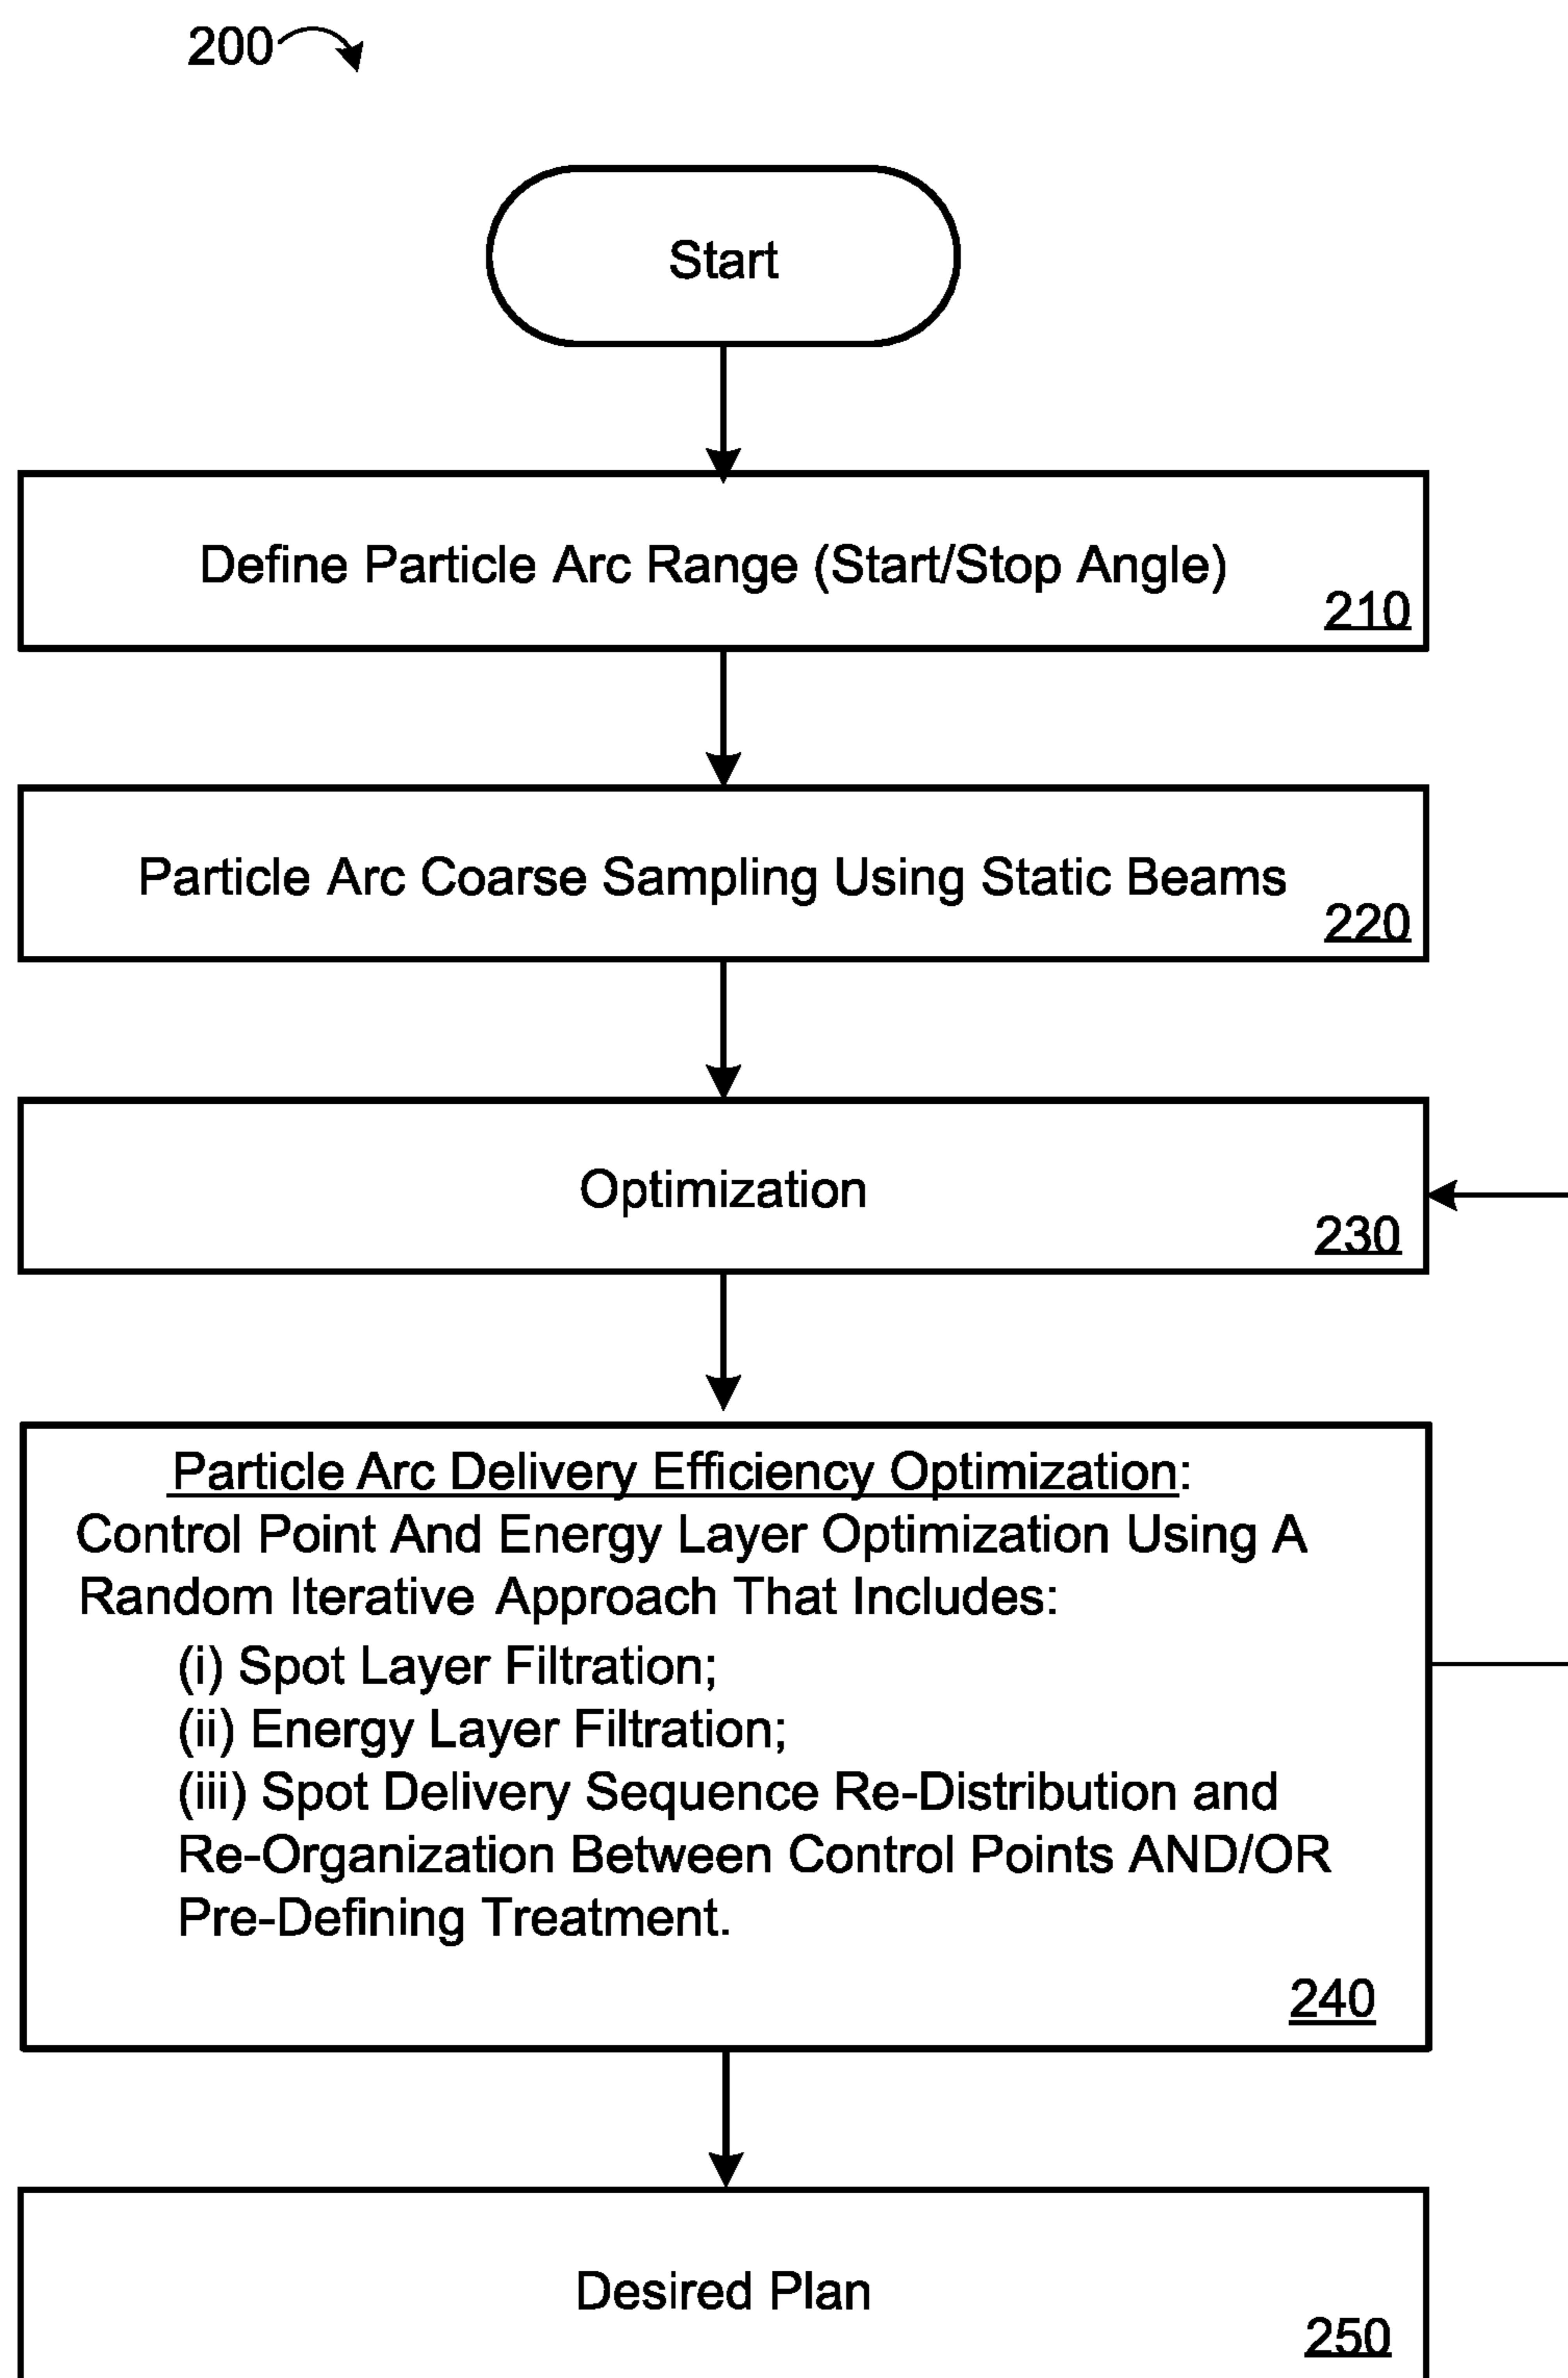 200
Start
Define Particle Arc Range (Start/Stop Angle)
210
Particle Arc Coarse Sampling Using Static Beams
220
Optimization
230
Particle Arc Delivery Efficiency Optimization:
Control Point And Energy Layer Optimization Using A
Random Iterative Approach That Includes:
(i) Spot Layer Filtration;
(ii) Energy Layer Filtration;
(iii) Spot Delivery Sequence Re-Distribution and
Re-Organization Between Control Points AND/OR
Pre-Defining Treatment.
240
Desired Plan
250